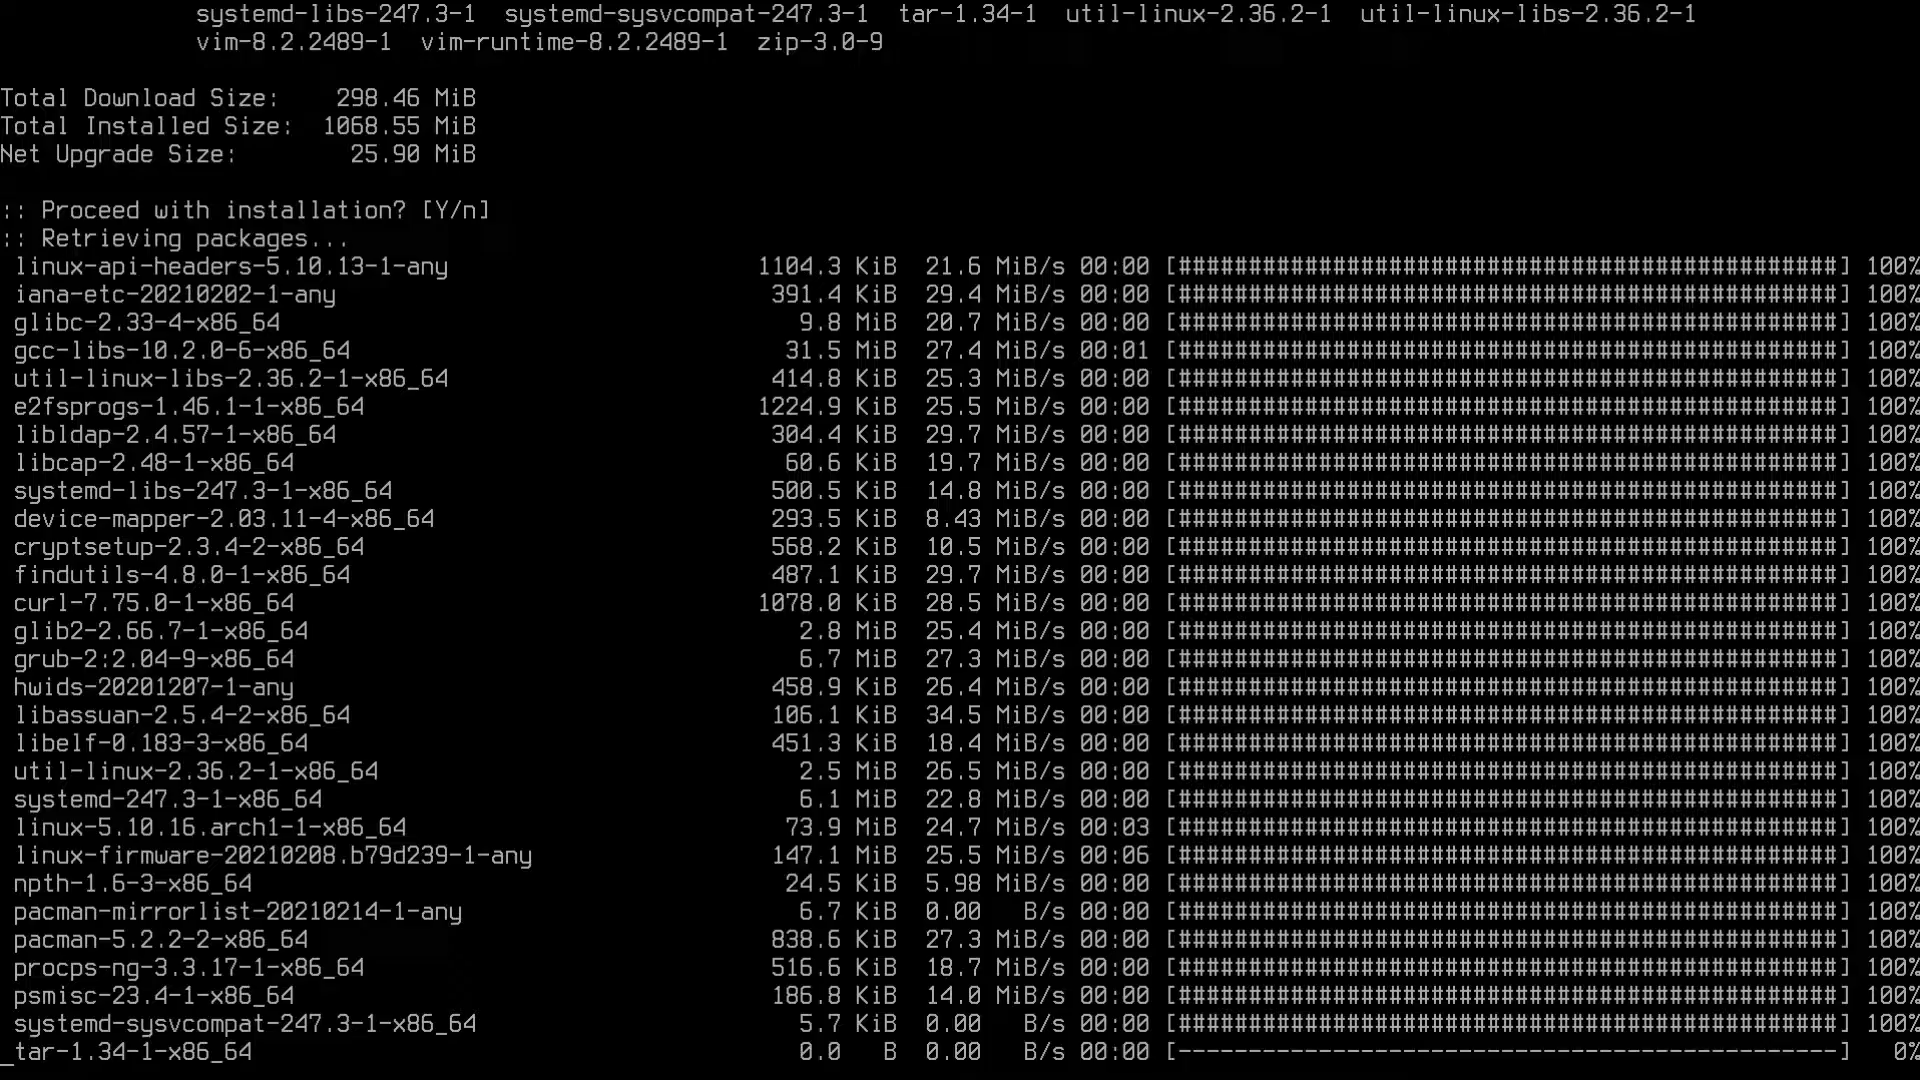 systemd-libs-247.3-1  systemd-sysvcompat-247.3-1  tar-1.34-1  util-linux-2.36.2-1  util-linux-libs-2.36.2-1
vim-8.2.2489-1  vim-runtime-8.2.2489-1  zip-3.0-9
Total Download Size:    298.46 MiB
Total Installed Size:  1068.55 MiB
Net Upgrade Size:        25.90 MiB
:: Proceed with installation? [Y/n]
:: Retrieving packages...
linux-api-headers-5.10.13-1-any 1104.3 KiB 21.6 MiB/s 00:00 [###############################################] 100%
iana-etc-20210202-1-any 391.4 KiB 29.4 MiB/s 00:00 [###############################################] 100%
glibc-2.33-4-x86_64 9.8 MiB 20.7 MiB/s 00:00 [###############################################] 100%
gcc-libs-10.2.0-6-x86_64 31.5 MiB 27.4 MiB/s 00:01 [###############################################] 100%
util-linux-libs-2.36.2-1-x86_64 414.8 KiB 25.3 MiB/s 00:00 [###############################################] 100%
e2fsprogs-1.46.1-1-x86_64 1224.9 KiB 25.5 MiB/s 00:00 [###############################################] 100%
libldap-2.4.57-1-x86_64 304.4 KiB 29.7 MiB/s 00:00 [###############################################] 100%
libcap-2.48-1-x86_64 60.6 KiB 19.7 MiB/s 00:00 [###############################################] 100%
systemd-libs-247.3-1-x86_64 500.5 KiB 14.8 MiB/s 00:00 [###############################################] 100%
device-mapper-2.03.11-4-x86_64 293.5 KiB 8.43 MiB/s 00:00 [###############################################] 100%
cryptsetup-2.3.4-2-x86_64 568.2 KiB 10.5 MiB/s 00:00 [###############################################] 100%
findutils-4.8.0-1-x86_64 487.1 KiB 29.7 MiB/s 00:00 [###############################################] 100%
curl-7.75.0-1-x86_64 1078.0 KiB 28.5 MiB/s 00:00 [###############################################] 100%
glib2-2.66.7-1-x86_64 2.8 MiB 25.4 MiB/s 00:00 [###############################################] 100%
grub-2:2.04-9-x86_64 6.7 MiB 27.3 MiB/s 00:00 [###############################################] 100%
hwids-20201207-1-any 458.9 KiB 26.4 MiB/s 00:00 [###############################################] 100%
libassuan-2.5.4-2-x86_64 106.1 KiB 34.5 MiB/s 00:00 [###############################################] 100%
libelf-0.183-3-x86_64 451.3 KiB 18.4 MiB/s 00:00 [###############################################] 100%
util-linux-2.36.2-1-x86_64 2.5 MiB 26.5 MiB/s 00:00 [###############################################] 100%
systemd-247.3-1-x86_64 6.1 MiB 22.8 MiB/s 00:00 [###############################################] 100%
linux-5.10.16.arch1-1-x86_64 73.9 MiB 24.7 MiB/s 00:03 [###############################################] 100%
linux-firmware-20210208.b79d239-1-any 147.1 MiB 25.5 MiB/s 00:06 [###############################################] 100%
npth-1.6-3-x86_64 24.5 KiB 5.98 MiB/s 00:00 [###############################################] 100%
pacman-mirrorlist-20210214-1-any 6.7 KiB 0.00 B/s 00:00 [###############################################] 100%
pacman-5.2.2-2-x86_64 838.6 KiB 27.3 MiB/s 00:00 [###############################################] 100%
procps-ng-3.3.17-1-x86_64 516.6 KiB 18.7 MiB/s 00:00 [###############################################] 100%
psmisc-23.4-1-x86_64 186.8 KiB 14.0 MiB/s 00:00 [###############################################] 100%
systemd-sysvcompat-247.3-1-x86_64 5.7 KiB 0.00 B/s 00:00 [###############################################] 100%
tar-1.34-1-x86_64 0.0 B 0.00 B/s 00:00 [-----------------------------------------------] 0%